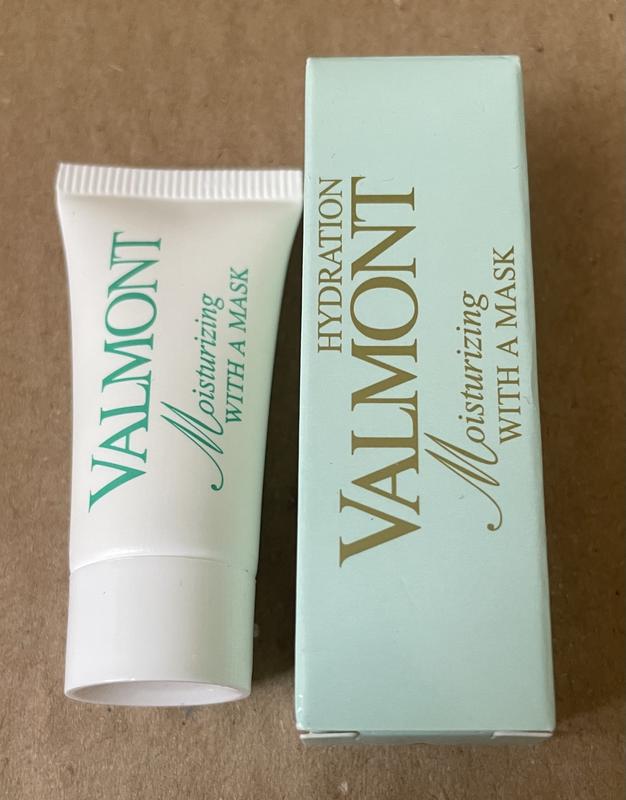 VALMONT
Moisturizing
WITH A MASK
HYDRATION
VALMONT
Moisturizing
WITH A MASK